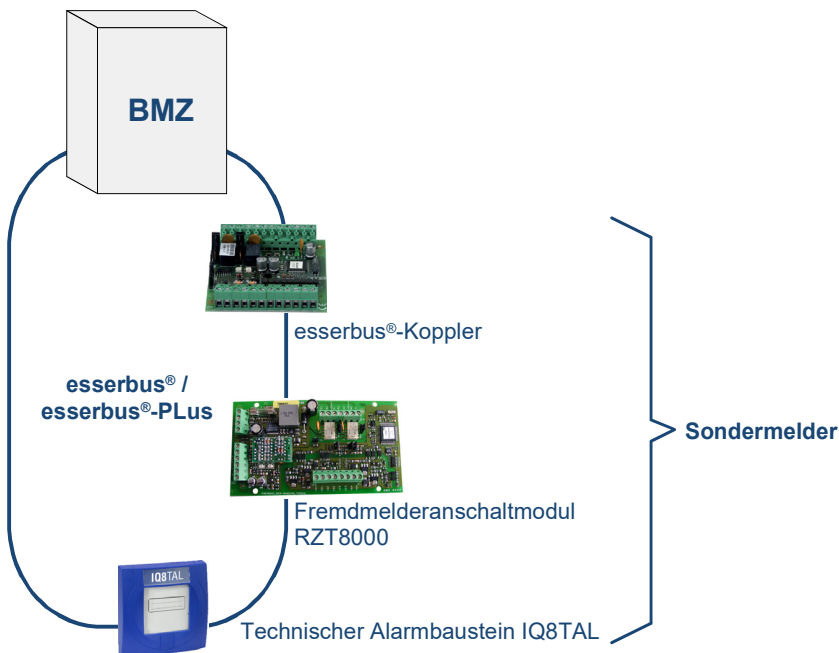 BMZ
esserbus®-Koppler
esserbus® /
esserbus®-PLus
Sondermelder
Fremdmelderanschaltmodul
RZT8000
IQ8TAL
Technischer Alarmbaustein IQ8TAL